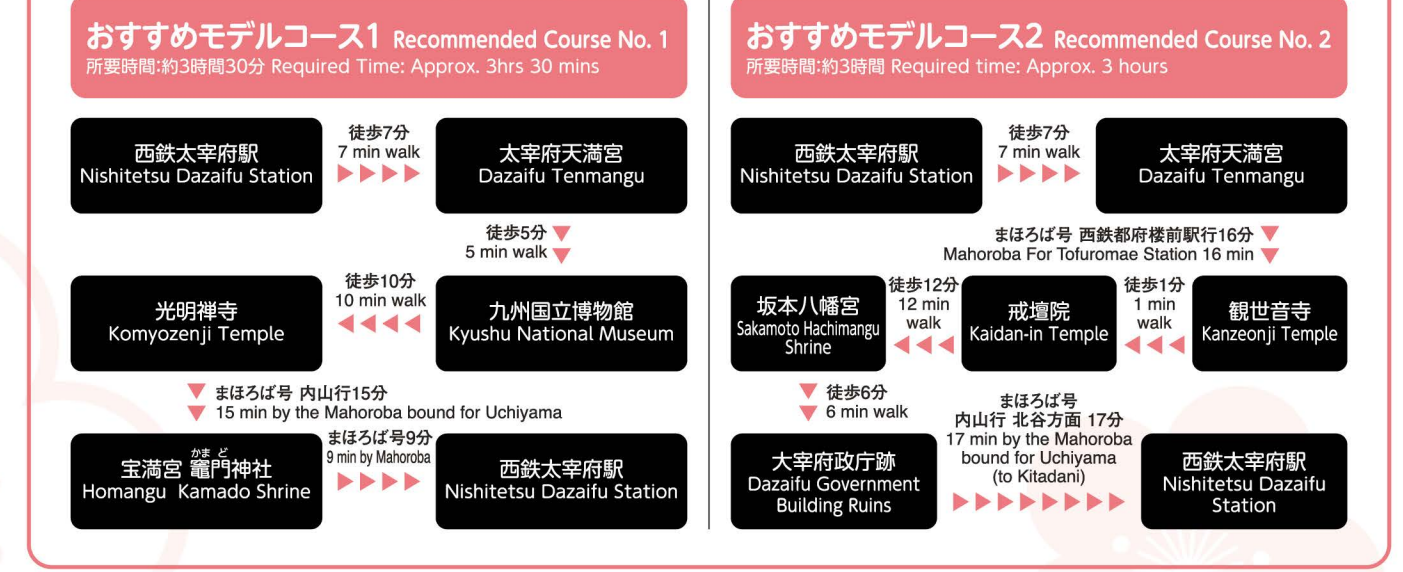 おすすめモデルコース1 Recommended Course No. 1
所要時間:約3時間30分 Required Time: Approx. 3hrs 30 mins
西鉄太宰府駅
Nishitetsu Dazaifu Station
徒歩7分
7 min walk
太宰府天満宮
Dazaifu Tenmangu
徒歩5分
5 min walk
九州国立博物館
Kyushu National Museum
徒歩10分
10 min walk
光明禅寺
Komyozenji Temple
まほろば号 内山行15分
15 min by the Mahoroba bound for Uchiyama
かまど
宝満宮 竈門神社
Homangu Kamado Shrine
まほろば号9分
9 min by Mahoroba
西鉄太宰府駅
Nishitetsu Dazaifu Station
おすすめモデルコース2 Recommended Course No. 2
所要時間:約3時間 Required time: Approx. 3 hours
西鉄太宰府駅
Nishitetsu Dazaifu Station
徒歩7分
7 min walk
太宰府天満宮
Dazaifu Tenmangu
まほろば号 西鉄都府楼前駅行16分
Mahoroba For Tofuromae Station 16 min
観世音寺
Kanzeonji Temple
徒歩1分
1 min
walk
戒壇院
Kaidan-in Temple
徒歩12分
12 min
walk
坂本八幡宮
Sakamoto Hachimangu
Shrine
徒歩6分
6 min walk
大宰府政庁跡
Dazaifu Government
Building Ruins
まほろば号
内山行 北谷方面 17分
17 min by the Mahoroba
bound for Uchiyama
(to Kitadani)
西鉄太宰府駅
Nishitetsu Dazaifu
Station